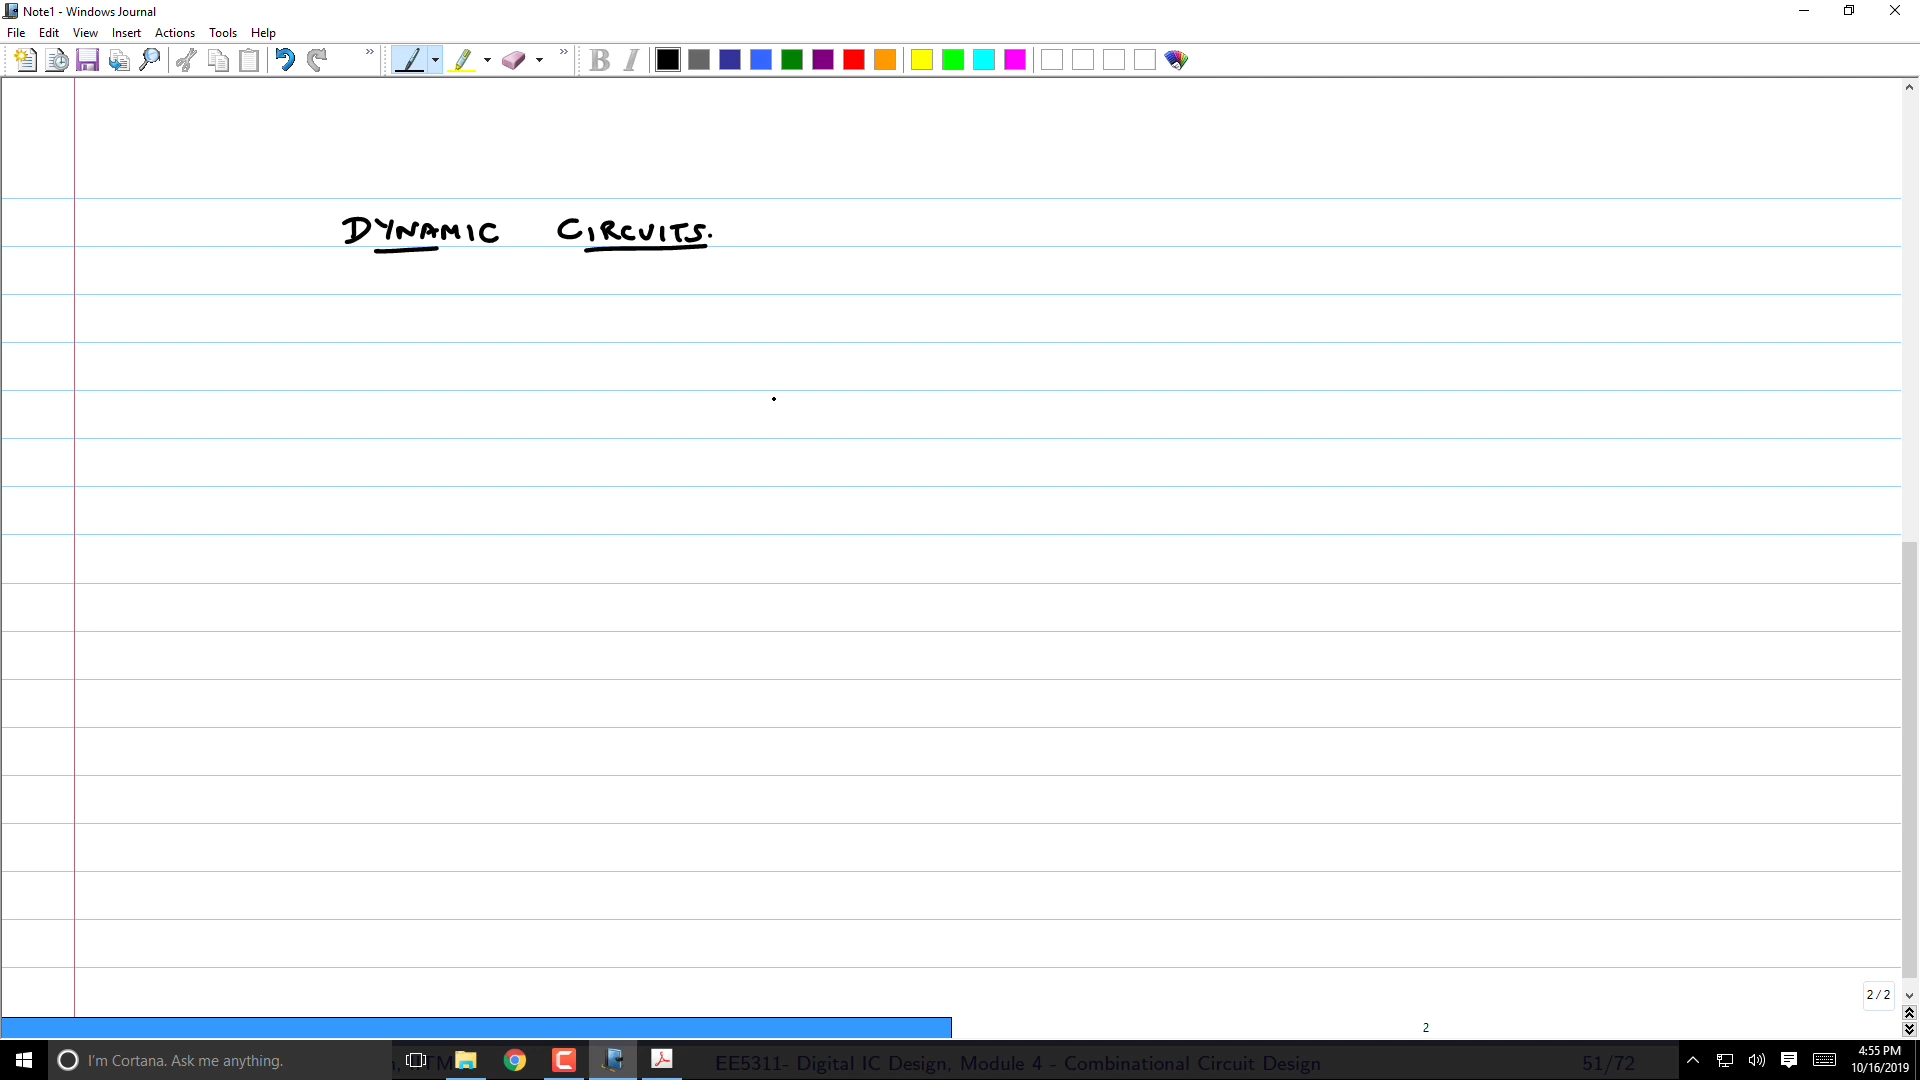 Note1 - Windows Journal
File Edit View Insert Actions Tools Help
B I
DYNAMIC CIRCUITS.
2 / 2
2
I'm Cortana. Ask me anything.
EE5311- Digital IC Design, Module 4 - Combinational Circuit Design 51/72
4:55 PM
10/16/2019